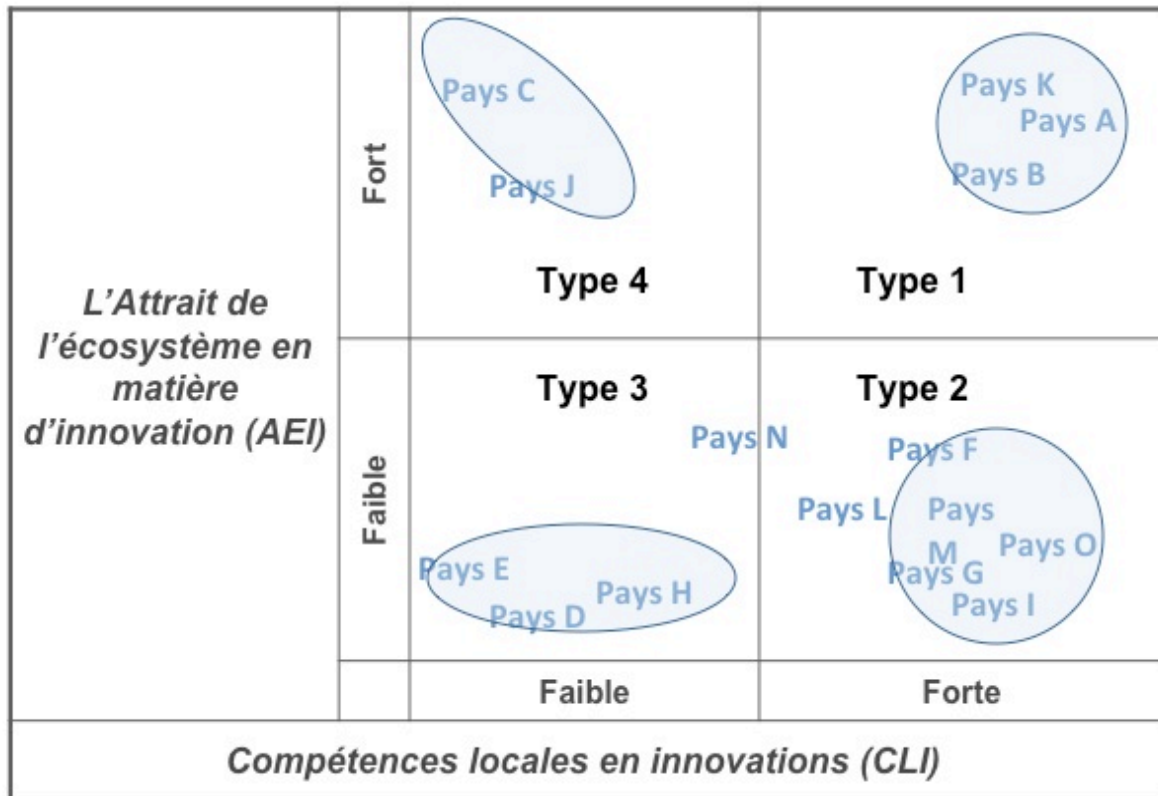 L'Attrait de
l'écosystème en
matière
d'innovation (AEI)
Fort
Pays C
Pays J
Type 4
Pays K
Pays A
Pays B
Type 1
Faible
Type 3
Pays N
Pays E
Pays H
Pays D
Type 2
Pays F
Pays L
Pays
M
Pays O
Pays G
Pays I
Faible
Forte
Compétences locales en innovations (CLI)